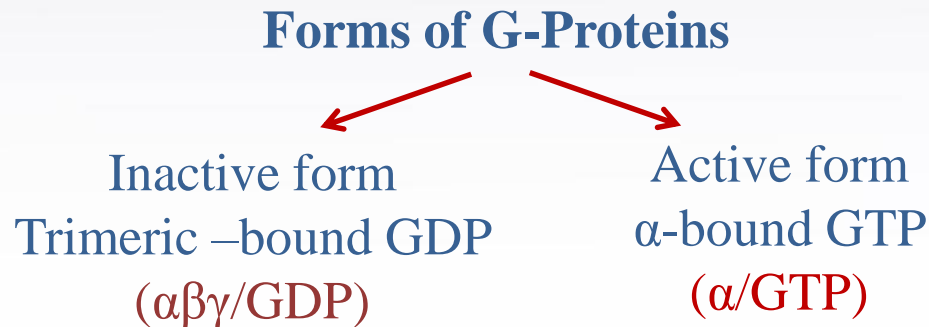 Forms of G-Proteins
Inactive form
Trimeric –bound GDP
(αβγ/GDP)
Active form
α-bound GTP
(α/GTP)